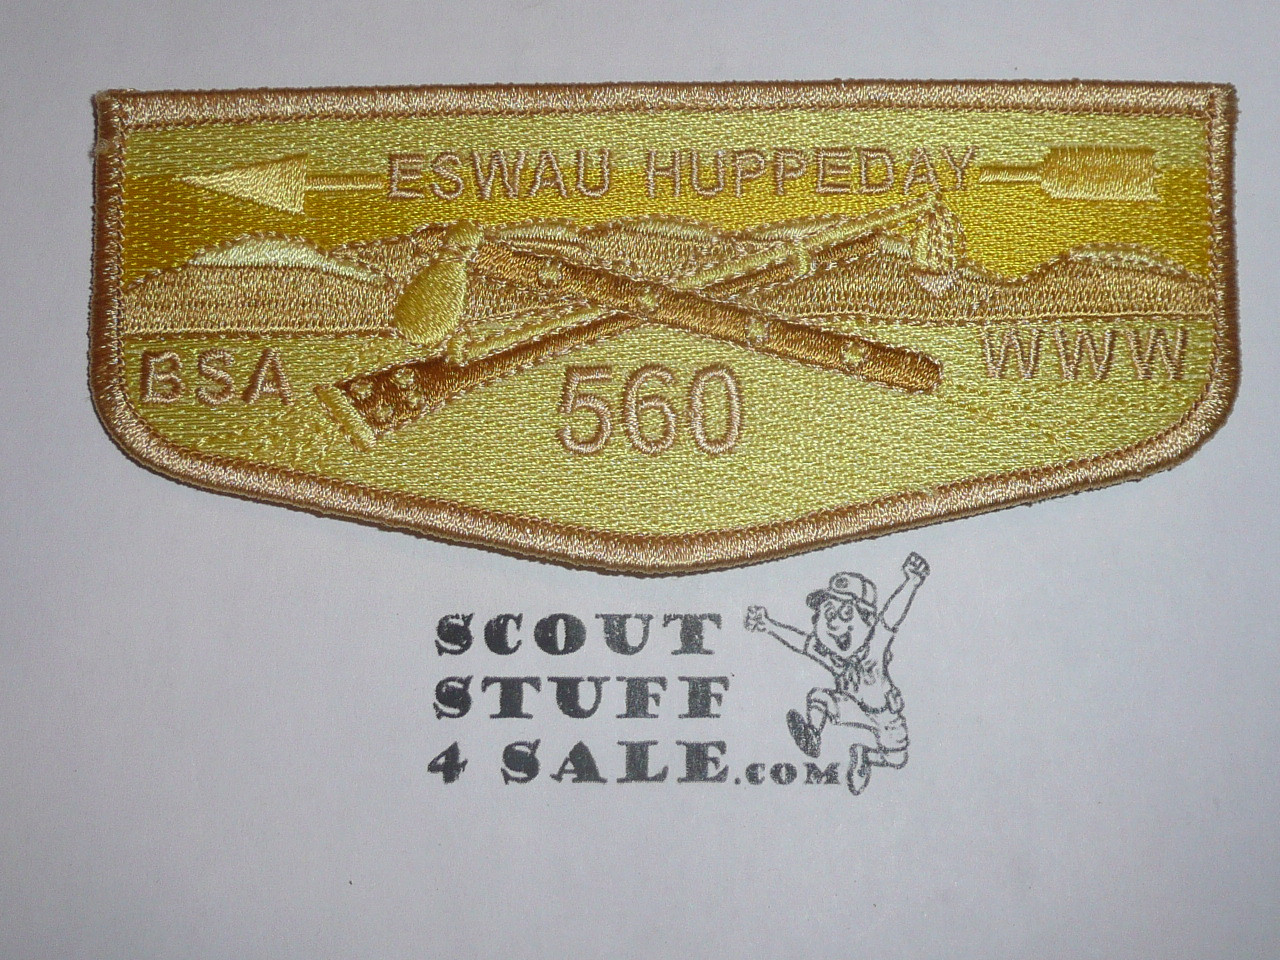 ESWAU HUPPEDAY
BSA 560 WWW
SCOUT
STUFF
4 SALE.COM